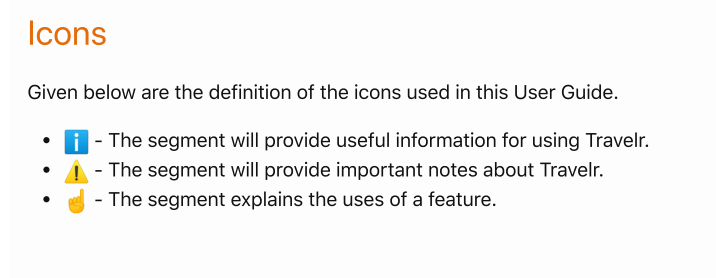 Icons
Given below are the definition of the icons used in this User Guide.
• ℹ️ - The segment will provide useful information for using Travelr.
• ⚠️ - The segment will provide important notes about Travelr.
• ☝️ - The segment explains the uses of a feature.